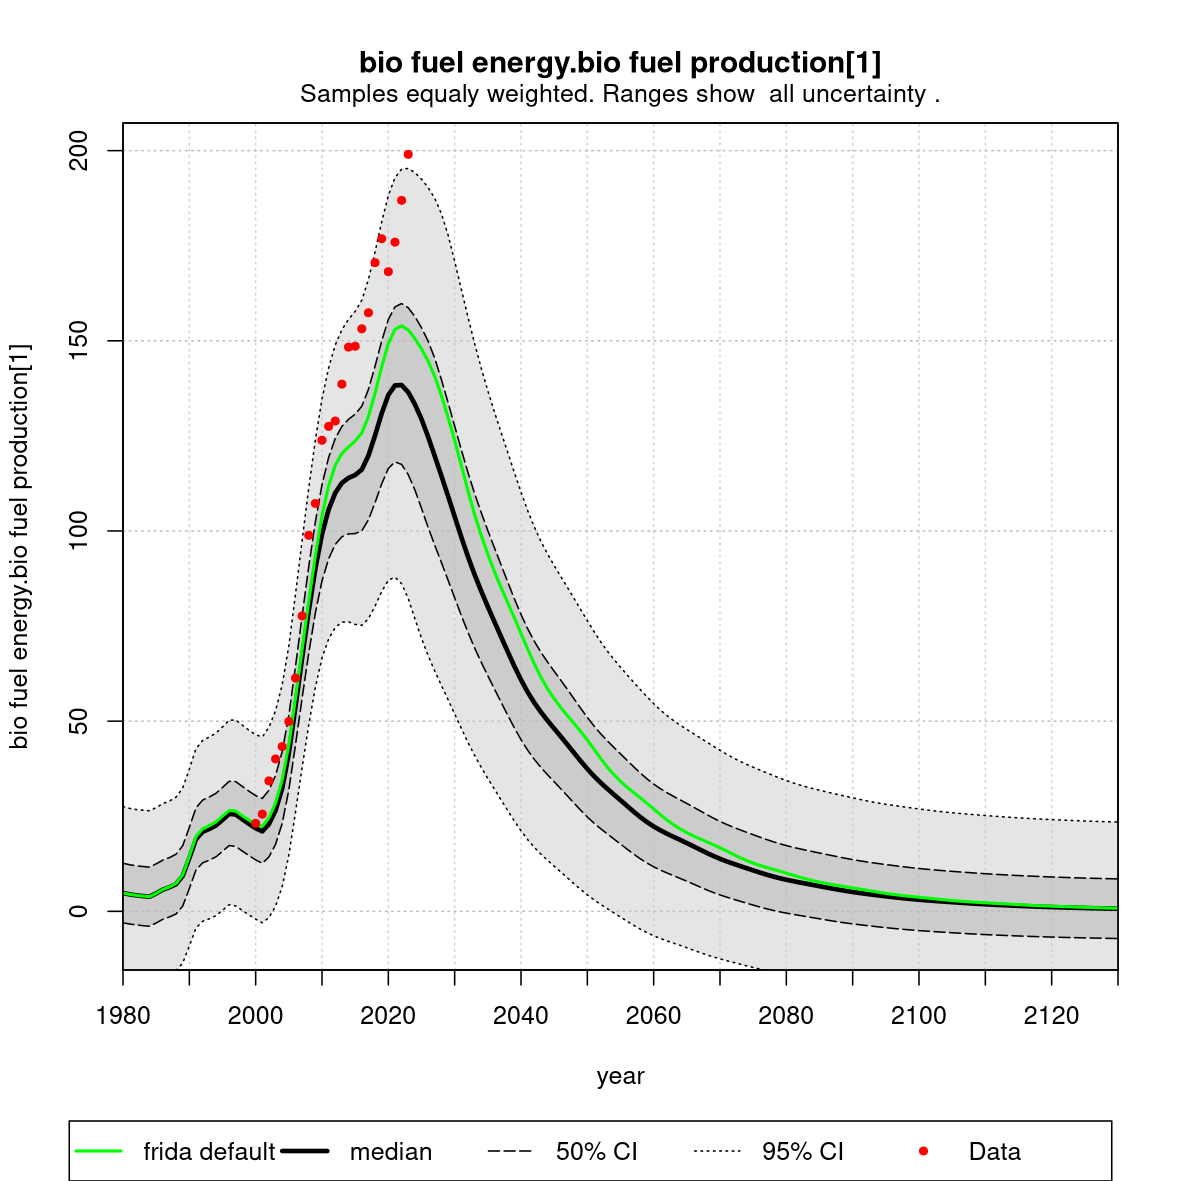 bio fuel energy.bio fuel production[1]
Samples equaly weighted. Ranges show  all uncertainty .
bio fuel energy.bio fuel production[1]
200
150
100
50
0
1980 2000 2020 2040 2060 2080 2100 2120
year
frida default median 50% CI 95% CI Data